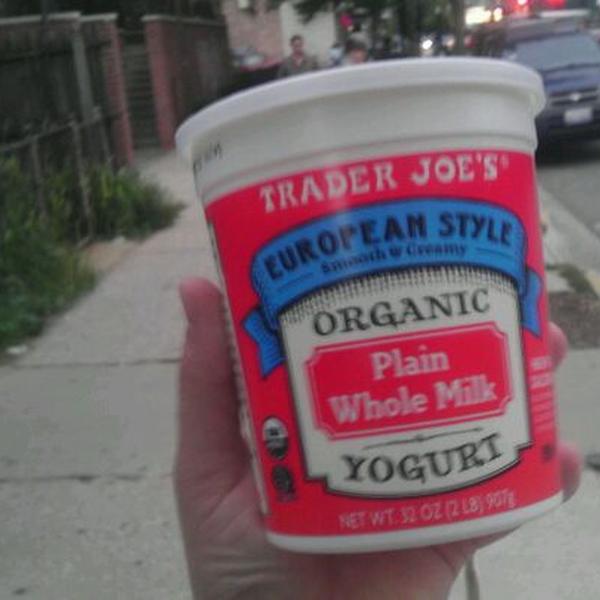 TRADER JOE'S
EUROPEAN STYLE
Smooth & Creamy
ORGANIC
Plain
Whole Milk
YOGURT
NET WT. 32 OZ (2 LB) 907g